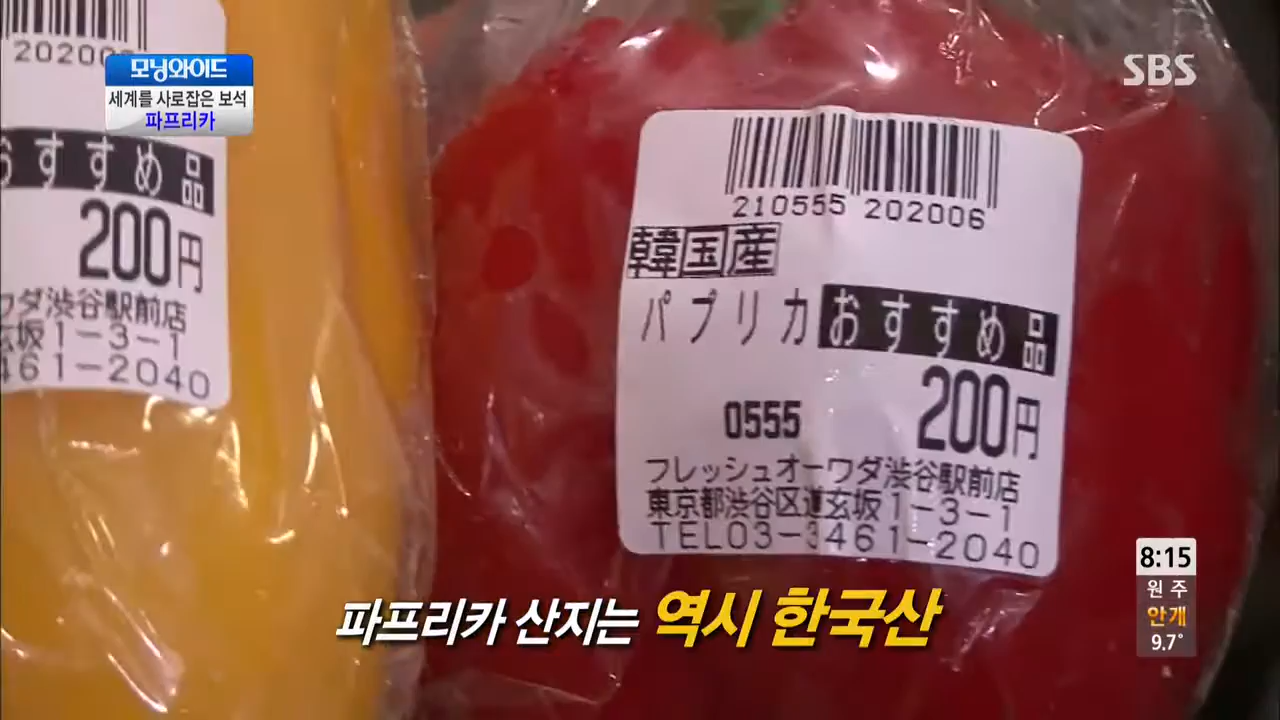 202006
おすすめ品
200円
ワダ渋谷駅前店
玄坂1-3-1
461-2040
모닝와이드
세계를 사로잡은 보석
파프리카
SBS
210555 202006
韓国産
パプリカ おすすめ品
0555 200円
フレッシュオーワダ渋谷駅前店
東京都渋谷区道玄坂1-3-1
TEL03-3461-2040
파프리카 산지는 역시 한국산
8:15
원주
안개
9.7°